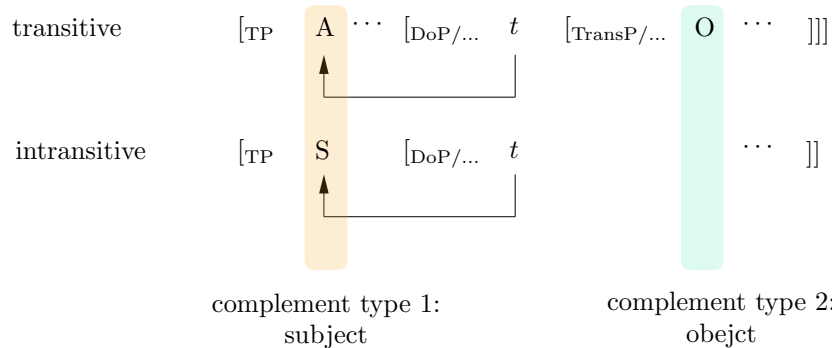 transitive [TP A ··· [DoP/... t [TransP/... O ··· ]]]
intransitive [TP S [DoP/... t ··· ]]
complement type 1: complement type 2:
subject obejct